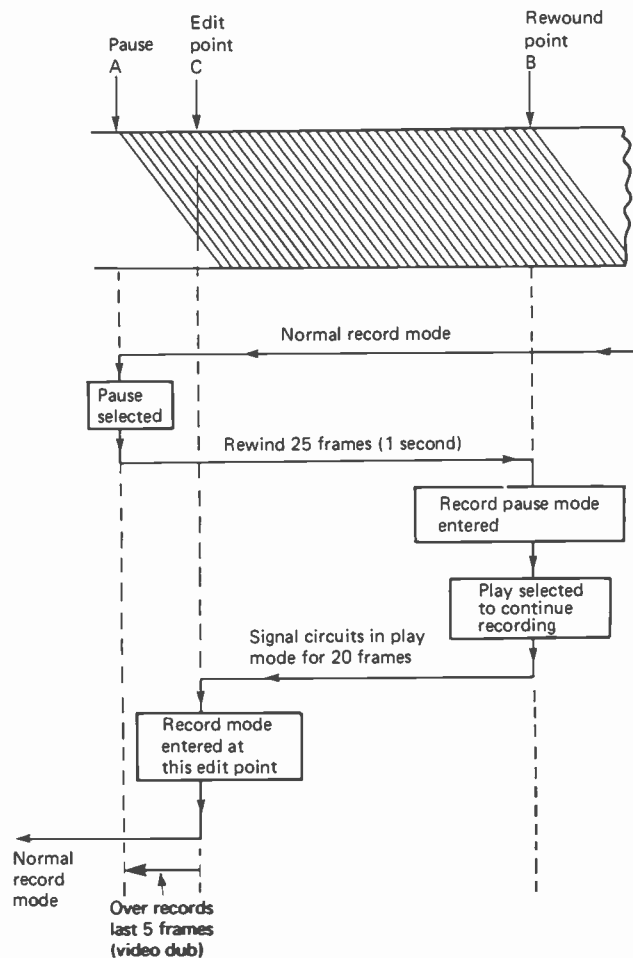 Pause
A
Edit
point
C
Rewound
point
B
Normal record mode
Pause
selected
Rewind 25 frames (1 second)
Record pause mode
entered
Play selected
to continue
recording
Signal circuits in play
mode for 20 frames
Record mode
entered at
this edit point
Normal
record
mode
Over records
last 5 frames
(video dub)